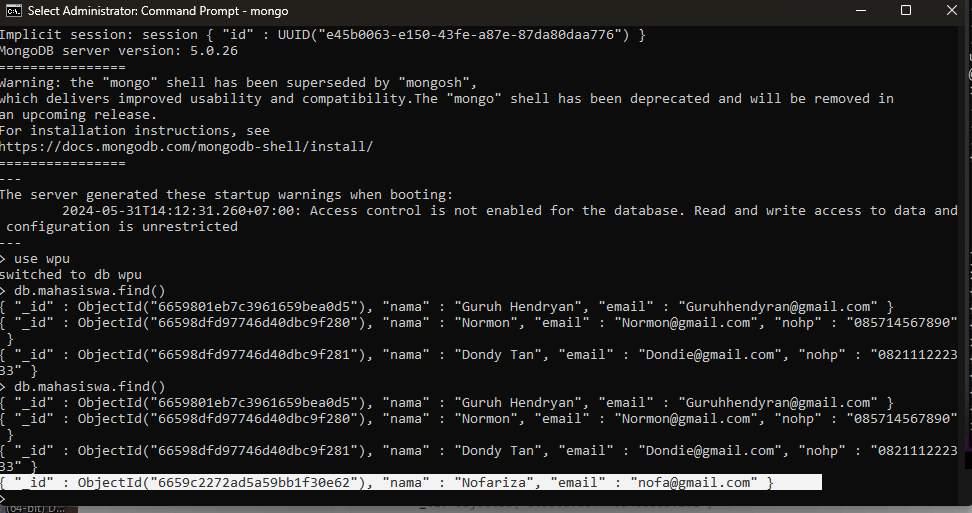 Select Administrator: Command Prompt - mongo
Implicit session: session { "id" : UUID("e45b0063-e150-43fe-a87e-87da80daa776") }
MongoDB server version: 5.0.26
================
Warning: the "mongo" shell has been superseded by "mongosh",
which delivers improved usability and compatibility.The "mongo" shell has been deprecated and will be removed in
an upcoming release.
For installation instructions, see
https://docs.mongodb.com/mongodb-shell/install/
================
---
The server generated these startup warnings when booting:
2024-05-31T14:12:31.260+07:00: Access control is not enabled for the database. Read and write access to data and
configuration is unrestricted
---
> use wpu
switched to db wpu
> db.mahasiswa.find()
{ "_id" : ObjectId("6659801eb7c3961659bea0d5"), "nama" : "Guruh Hendryan", "email" : "Guruhhendyran@gmail.com" }
{ "_id" : ObjectId("66598dfd97746d40dbc9f280"), "nama" : "Normon", "email" : "Normon@gmail.com", "nohp" : "085714567890"
}
{ "_id" : ObjectId("66598dfd97746d40dbc9f281"), "nama" : "Dondy Tan", "email" : "Dondie@gmail.com", "nohp" : "0821112223
33" }
> db.mahasiswa.find()
{ "_id" : ObjectId("6659801eb7c3961659bea0d5"), "nama" : "Guruh Hendryan", "email" : "Guruhhendyran@gmail.com" }
{ "_id" : ObjectId("66598dfd97746d40dbc9f280"), "nama" : "Normon", "email" : "Normon@gmail.com", "nohp" : "085714567890"
}
{ "_id" : ObjectId("66598dfd97746d40dbc9f281"), "nama" : "Dondy Tan", "email" : "Dondie@gmail.com", "nohp" : "0821112223
33" }
{ "_id" : ObjectId("6659c2272ad5a59bb1f30e62"), "nama" : "Nofariza", "email" : "nofa@gmail.com" }
>
(64-bit) D...